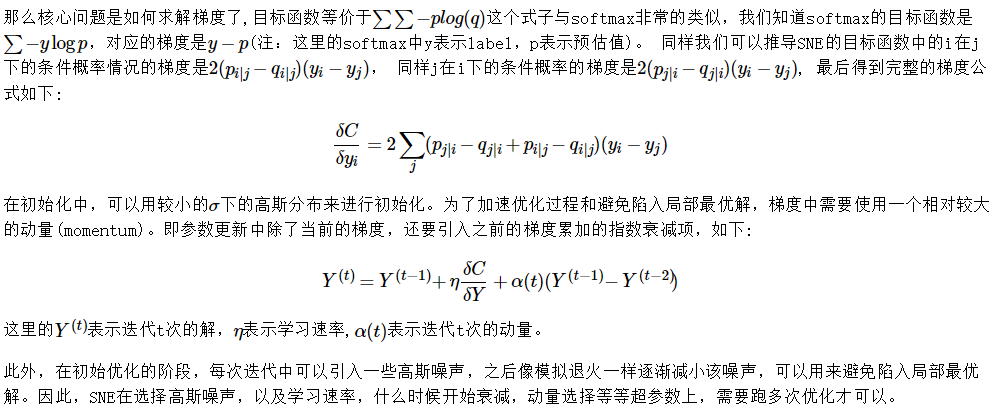 那么核心问题是如何求解梯度了,目标函数等价于∑∑−plog(q)这个式子与softmax非常的类似，我们知道softmax的目标函数是
∑−y log p，对应的梯度是y − p(注：这里的softmax中y表示label，p表示预估值)。 同样我们可以推导SNE的目标函数中的i在j
下的条件概率情况的梯度是2(p_{i|j} − q_{i|j})(y_i − y_j)， 同样j在i下的条件概率的梯度是2(p_{j|i} − q_{j|i})(y_i − y_j), 最后得到完整的梯度公
式如下:
\frac{δC}{δy_i} = 2∑_j(p_{j|i} − q_{j|i} + p_{i|j} − q_{i|j})(y_i − y_j)
在初始化中，可以用较小的σ下的高斯分布来进行初始化。为了加速优化过程和避免陷入局部最优解，梯度中需要使用一个相对较大
的动量(momentum)。即参数更新中除了当前的梯度，还要引入之前的梯度累加的指数衰减项，如下:
Y^{(t)} = Y^{(t−1)} + η\frac{δC}{δY} + α(t)(Y^{(t−1)} − Y^{(t−2)})
这里的Y^{(t)}表示迭代t次的解，η表示学习速率,α(t)表示迭代t次的动量。
此外，在初始优化的阶段，每次迭代中可以引入一些高斯噪声，之后像模拟退火一样逐渐减小该噪声，可以用来避免陷入局部最优
解。因此，SNE在选择高斯噪声，以及学习速率，什么时候开始衰减，动量选择等等超参数上，需要跑多次优化才可以。